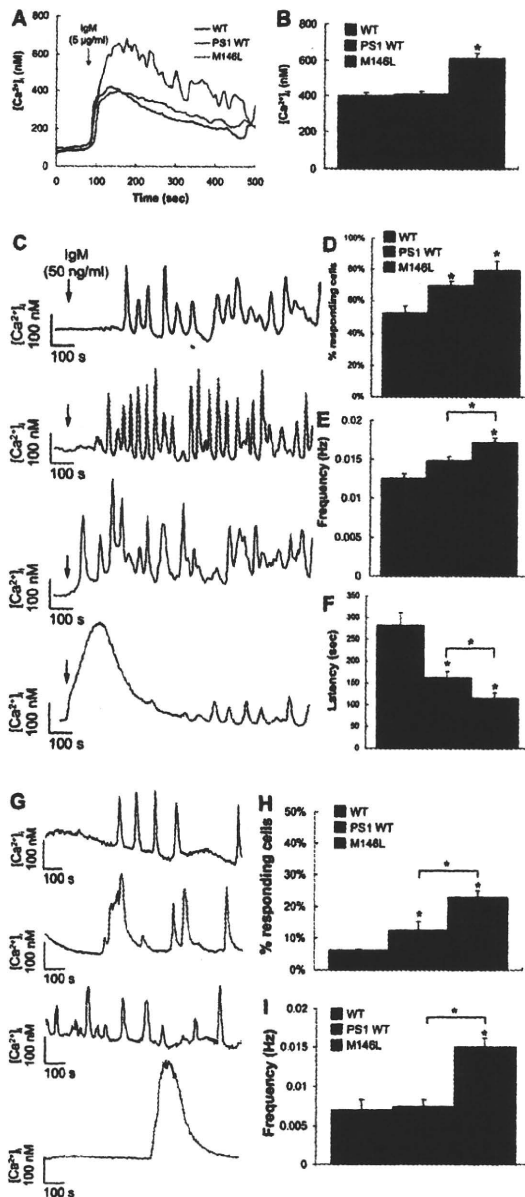 A
IgM
(5 µg/ml)
WT
PS1 WT
M146L
[Ca²⁺]i (nM)
800
600
400
200
0
0 100 200 300 400 500
Time (sec)
B
WT
PS1 WT
M146L
*
[Ca²⁺]i (nM)
800
600
400
200
0
C
IgM
(50 ng/ml)
[Ca²⁺]i
100 nM
100 s
[Ca²⁺]i
100 nM
100 s
[Ca²⁺]i
100 nM
100 s
[Ca²⁺]i
100 nM
100 s
D
WT
PS1 WT
M146L
* *
% responding cells
100%
80%
60%
40%
20%
0%
E
* *
Frequency (Hz)
0.02
0.015
0.01
0.005
0
F
* * *
Latency (sec)
350
300
250
200
150
100
50
0
G
[Ca²⁺]i
100 nM
100 s
[Ca²⁺]i
100 nM
100 s
[Ca²⁺]i
100 nM
100 s
[Ca²⁺]i
100 nM
100 s
H
WT
PS1 WT
M146L
* * *
% responding cells
50%
40%
30%
20%
10%
0%
I
WT
PS1 WT
M146L
* *
Frequency (Hz)
0.02
0.015
0.01
0.005
0